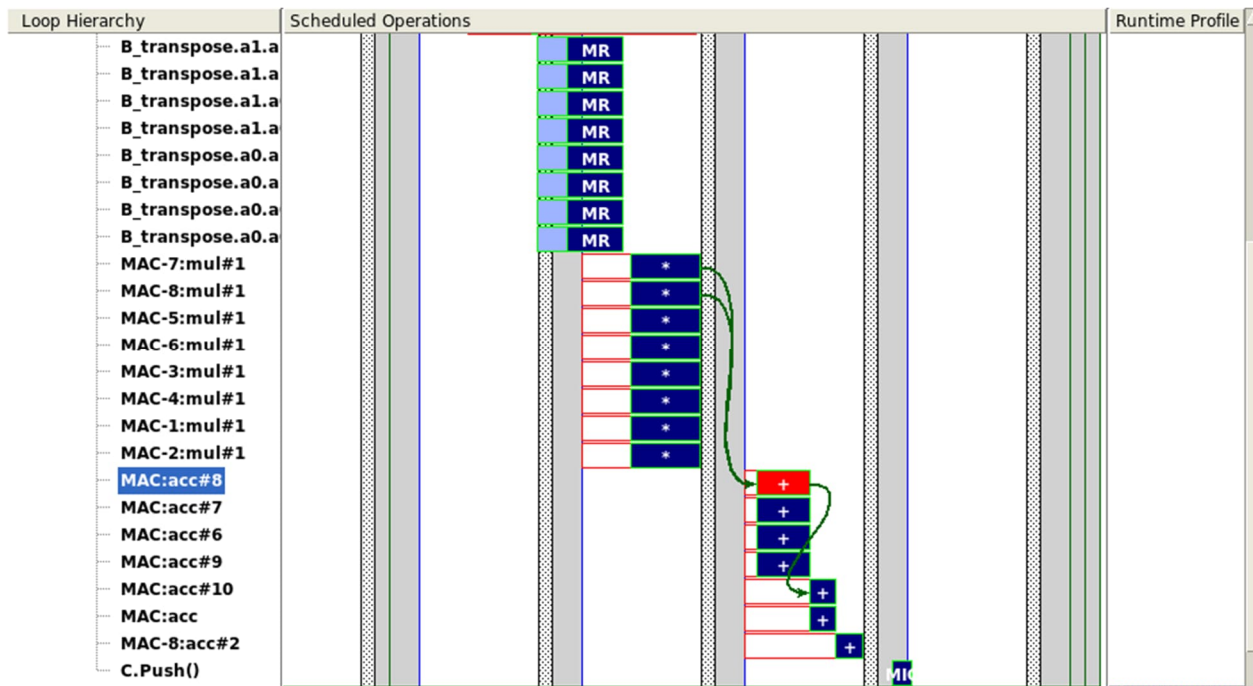 Loop Hierarchy Scheduled Operations Runtime Profile
B_transpose.a1.a MR
B_transpose.a1.a MR
B_transpose.a1.a MR
B_transpose.a1.a MR
B_transpose.a0.a MR
B_transpose.a0.a MR
B_transpose.a0.a MR
B_transpose.a0.a MR
MAC-7:mul#1 *
MAC-8:mul#1 *
MAC-5:mul#1 *
MAC-6:mul#1 *
MAC-3:mul#1 *
MAC-4:mul#1 *
MAC-1:mul#1 *
MAC-2:mul#1 *
MAC:acc#8 +
MAC:acc#7 +
MAC:acc#6 +
MAC:acc#9 +
MAC:acc#10 +
MAC:acc +
MAC-8:acc#2 +
C.Push()